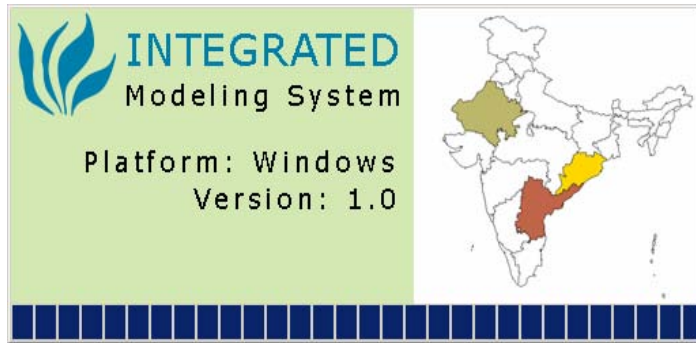 INTEGRATED
Modeling System
Platform: Windows
Version: 1.0